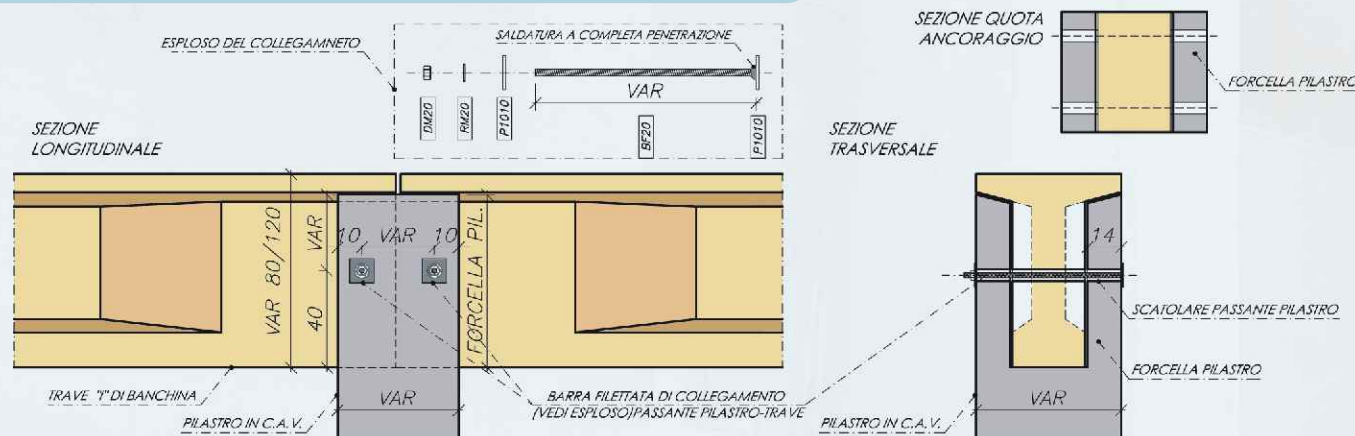 ESPLOSO DEL COLLEGAMNETO
SALDATURA A COMPLETA PENETRAZIONE
VAR
DM20
RM20
P1010
BF20
P1010
SEZIONE QUOTA
ANCORAGGIO
FORCELLA PILASTRO
SEZIONE
LONGITUDINALE
VAR 80/120
VAR
40
10
VAR
10
FORCELLA PIL.
VAR
TRAVE "I" DI BANCHINA
PILASTRO IN C.A.V.
BARRA FILETTATA DI COLLEGAMENTO
(VEDI ESPLOSO)PASSANTE PILASTRO-TRAVE
SEZIONE
TRASVERSALE
14
SCATOLARE PASSANTE PILASTRO
FORCELLA PILASTRO
VAR
PILASTRO IN C.A.V.